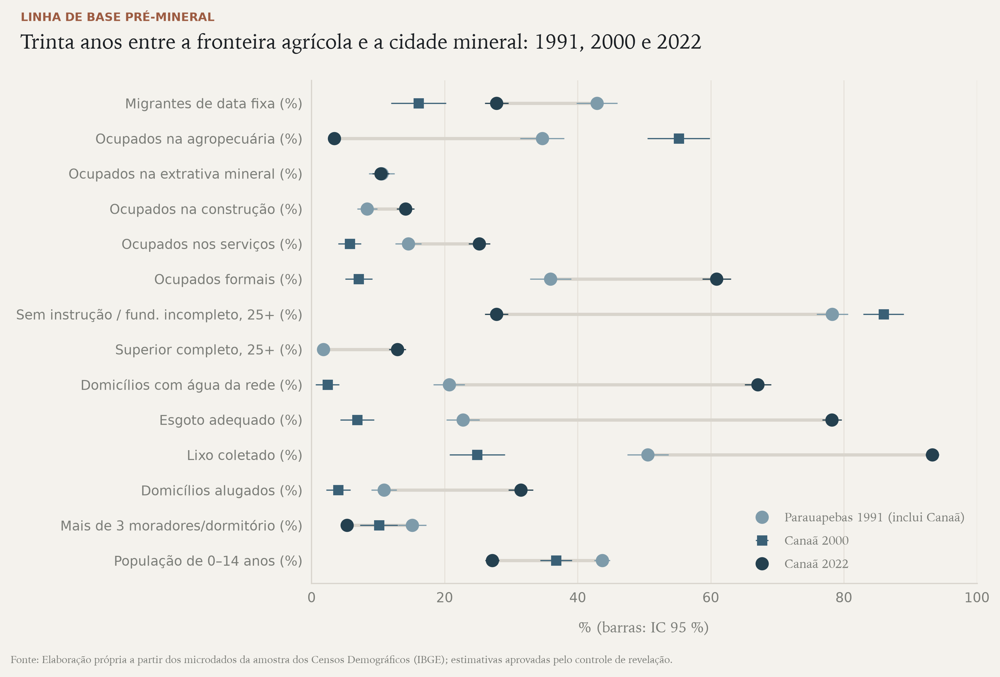 LINHA DE BASE PRÉ-MINERAL
Trinta anos entre a fronteira agrícola e a cidade mineral: 1991, 2000 e 2022
Migrantes de data fixa (%)
Ocupados na agropecuária (%)
Ocupados na extrativa mineral (%)
Ocupados na construção (%)
Ocupados nos serviços (%)
Ocupados formais (%)
Sem instrução / fund. incompleto, 25+ (%)
Superior completo, 25+ (%)
Domicílios com água da rede (%)
Esgoto adequado (%)
Lixo coletado (%)
Domicílios alugados (%)
Mais de 3 moradores/dormitório (%)
População de 0–14 anos (%)
Parauapebas 1991 (inclui Canaã)
Canaã 2000
Canaã 2022
0 20 40 60 80 100
% (barras: IC 95 %)
Fonte: Elaboração própria a partir dos microdados da amostra dos Censos Demográficos (IBGE); estimativas aprovadas pelo controle de revelação.